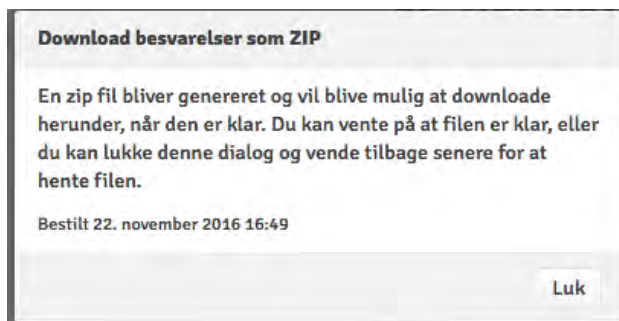 Download besvarelser som ZIP
En zip fil bliver genereret og vil blive mulig at downloade
herunder, når den er klar. Du kan vente på at filen er klar, eller
du kan lukke denne dialog og vende tilbage senere for at
hente filen.
Bestilt 22. november 2016 16:49
Luk